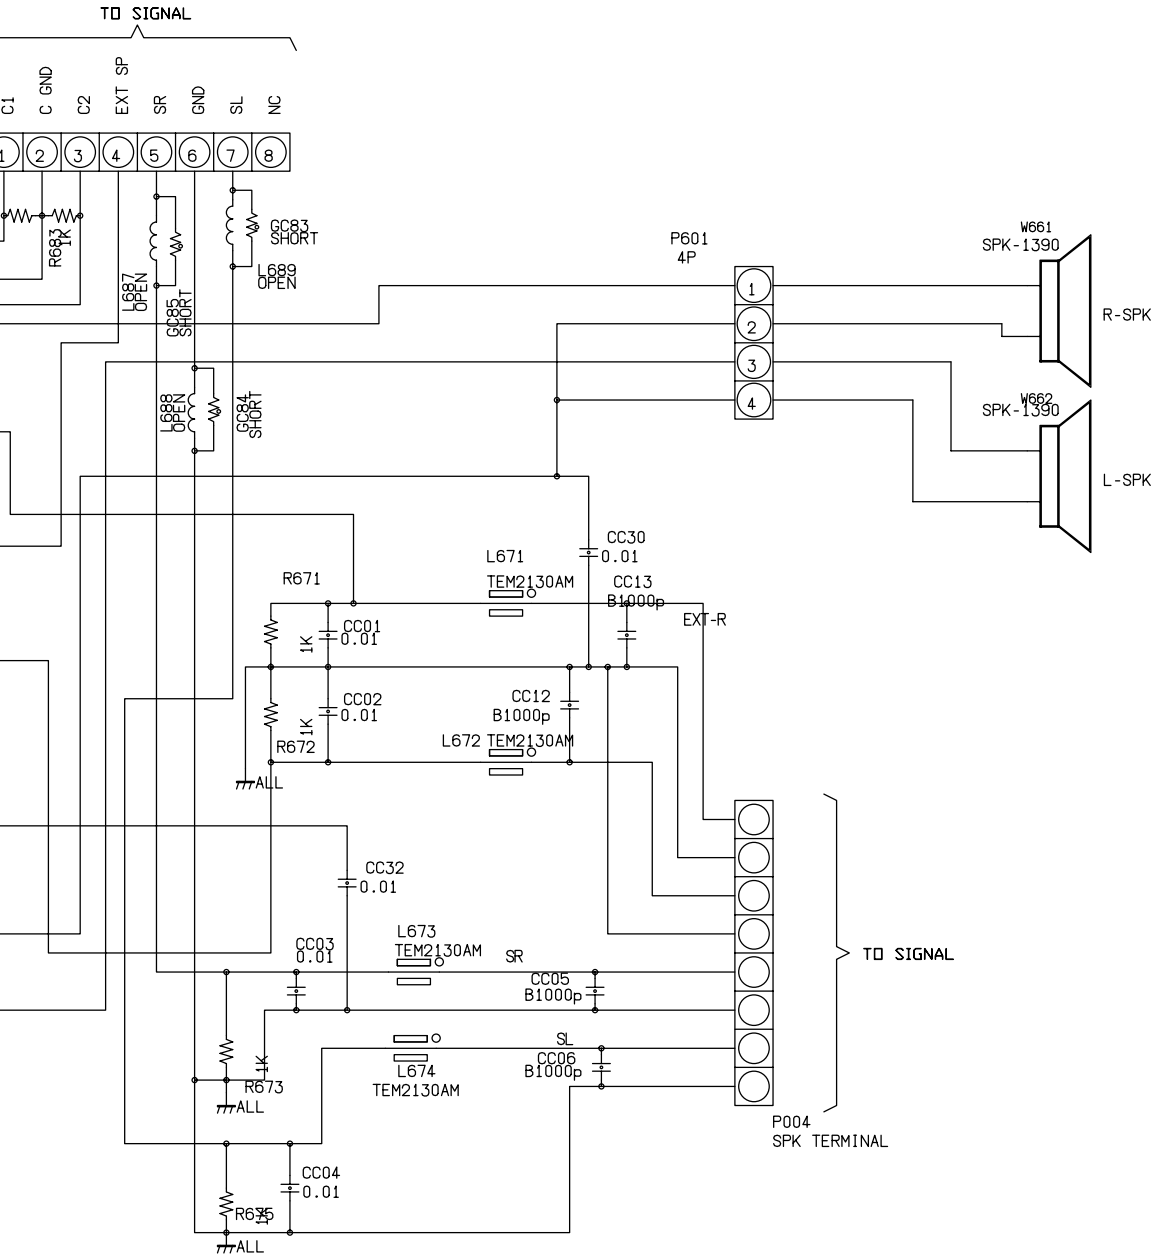 TO SIGNAL
C1
C GND
C2
EXT SP
SR
GND
SL
NC
1
2
3
4
5
6
7
8
R683
1K
L687
OPEN
GC85
SHORT
GC83
SHORT
L689
OPEN
L688
OPEN
GC84
SHORT
P601
4P
1
2
3
4
W661
SPK-1390
R-SPK
W662
SPK-1390
L-SPK
CC30
0.01
L671
TEM2130AM
CC13
B1000p
EXT-R
R671
1K
CC01
0.01
CC02
0.01
1K
R672
CC12
B1000p
L672 TEM2130AM
ALL
CC32
0.01
CC03
0.01
L673
TEM2130AM
SR
CC05
B1000p
TO SIGNAL
SL
CC06
B1000p
L674
TEM2130AM
1K
R673
ALL
P004
SPK TERMINAL
CC04
0.01
R675
1K
ALL